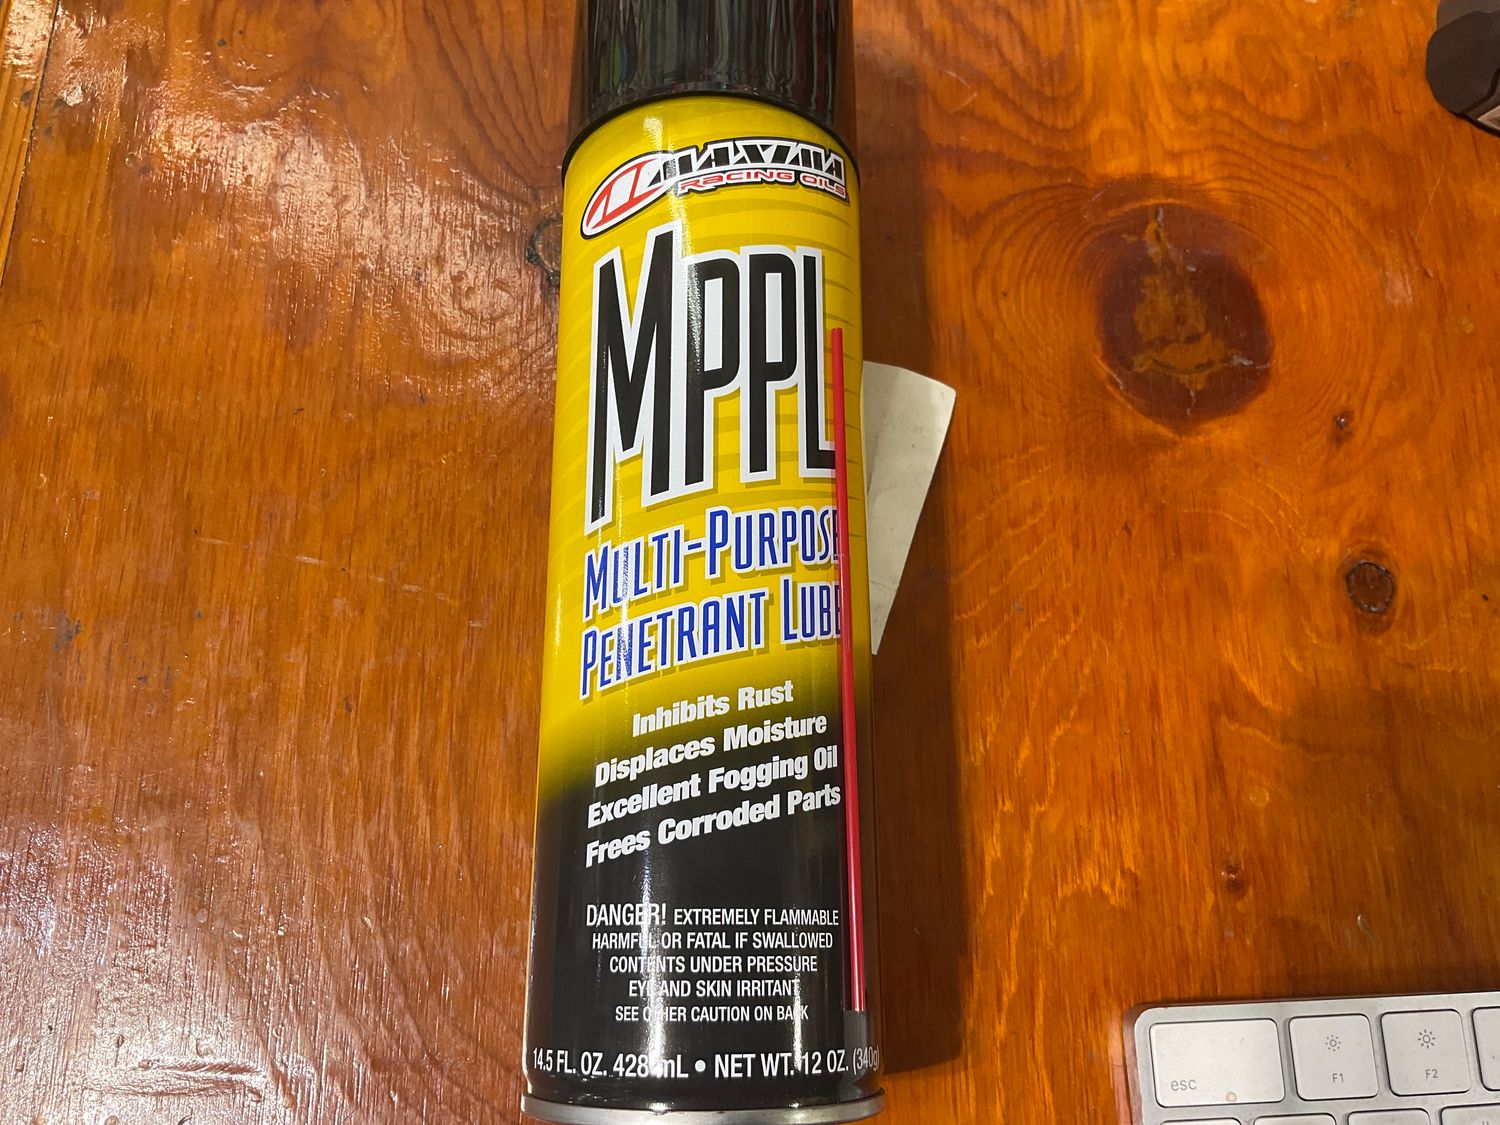 MAXIMA
RACING OILS
MPPL
MULTI-PURPOSE
PENETRANT LUBE
Inhibits Rust
Displaces Moisture
Excellent Fogging Oil
Frees Corroded Parts
DANGER! EXTREMELY FLAMMABLE
HARMFUL OR FATAL IF SWALLOWED
CONTENTS UNDER PRESSURE
EYE AND SKIN IRRITANT
SEE OTHER CAUTION ON BACK
14.5 FL. OZ. 428 mL • NET WT. 12 OZ. (340g)
esc
F1
F2